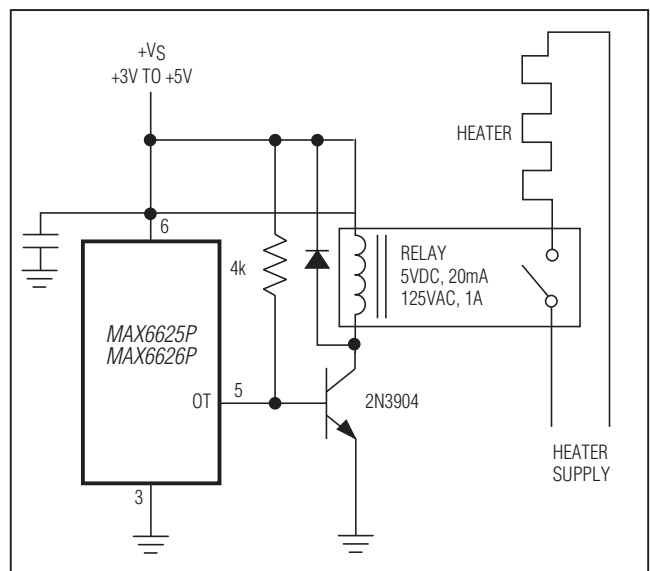 +VS
+3V TO +5V
HEATER
6
4k
RELAY
5VDC, 20mA
125VAC, 1A
MAX6625P
MAX6626P
OT
5
2N3904
HEATER
SUPPLY
3